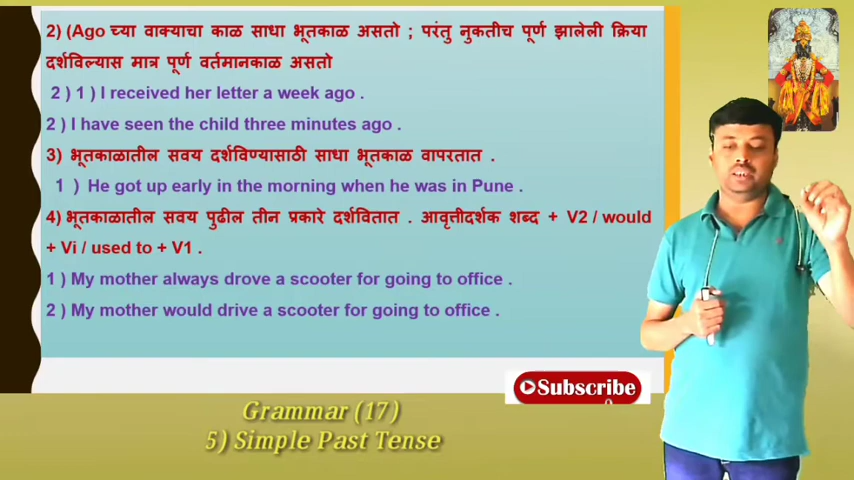 2) (Ago च्या वाक्याचा काळ साधा भूतकाळ असतो ; परंतु नुकतीच पूर्ण झालेली क्रिया
दर्शविल्यास मात्र पूर्ण वर्तमानकाळ असतो
2 ) 1 ) I received her letter a week ago .
2 ) I have seen the child three minutes ago .
3) भूतकाळातील सवय दर्शविण्यासाठी साधा भूतकाळ वापरतात .
1 ) He got up early in the morning when he was in Pune .
4) भूतकाळातील सवय पुढील तीन प्रकारे दर्शवितात . आवृत्तीदर्शक शब्द + V2 / would
+ Vi / used to + V1 .
1 ) My mother always drove a scooter for going to office .
2 ) My mother would drive a scooter for going to office .
Subscribe
Grammar (17)
5) Simple Past Tense